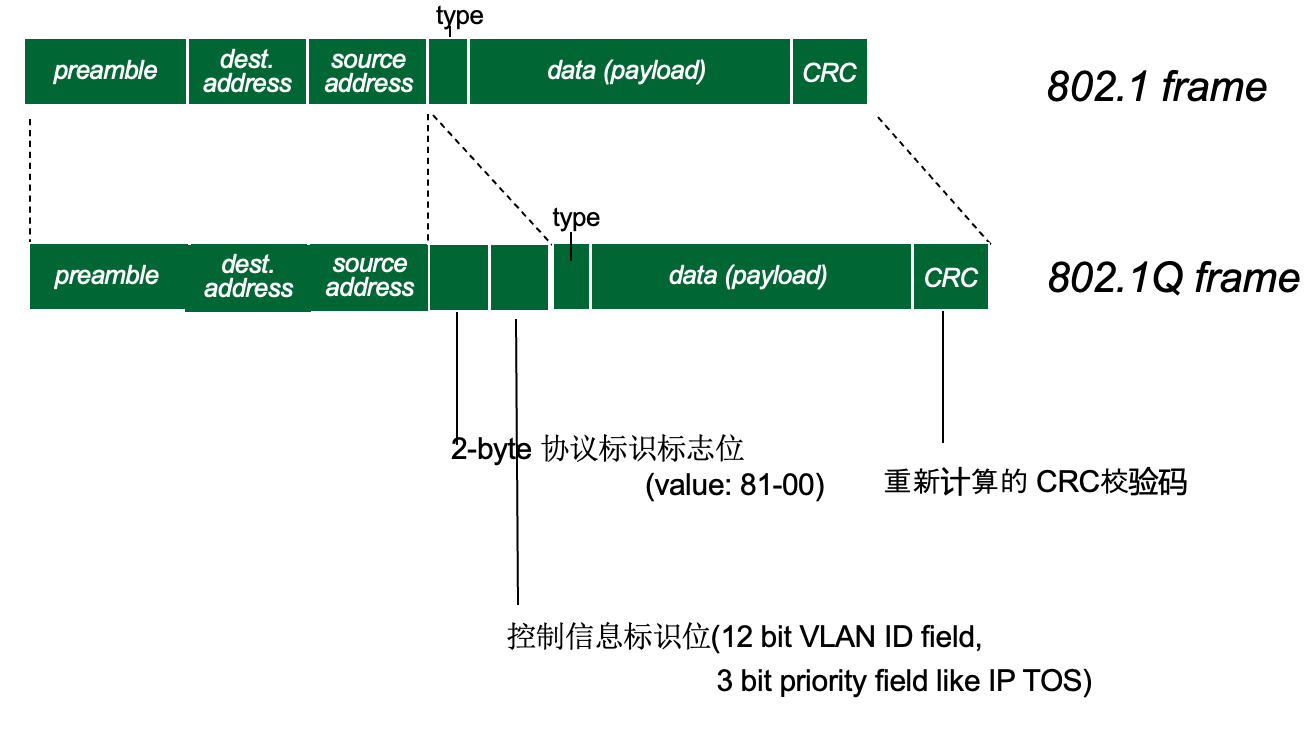 type
preamble
dest.
address
source
address
data (payload)
CRC
802.1 frame
type
preamble
dest.
address
source
address
data (payload)
CRC
802.1Q frame
2-byte 协议标识标志位
(value: 81-00)
重新计算的 CRC校验码
控制信息标识位(12 bit VLAN ID field,
3 bit priority field like IP TOS)